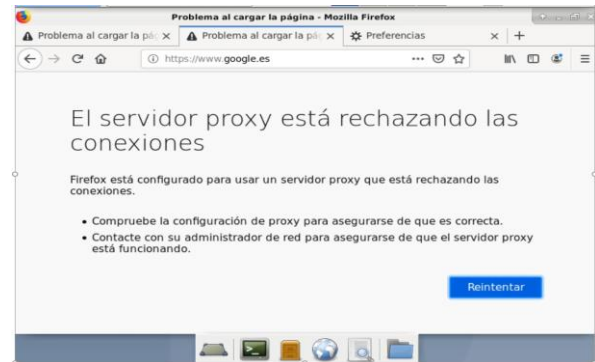 Problema al cargar la página - Mozilla Firefox
Problema al cargar la pág Problema al cargar la pág Preferencias
https://www.google.es
El servidor proxy está rechazando las
conexiones
Firefox está configurado para usar un servidor proxy que está rechazando las
conexiones.
• Compruebe la configuración de proxy para asegurarse de que es correcta.
• Contacte con su administrador de red para asegurarse de que el servidor proxy
está funcionando.
Reintentar